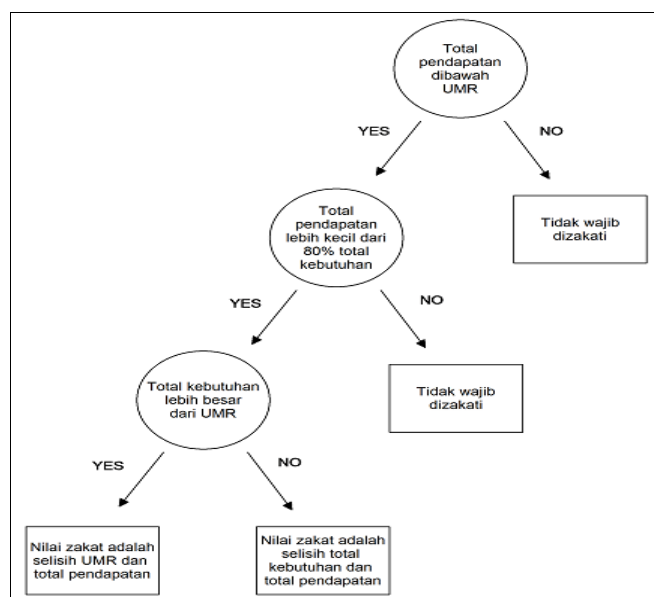 Total
pendapatan
dibawah
UMR
YES
NO
Total
pendapatan
lebih kecil dari
80% total
kebutuhan
Tidak wajib
dizakati
YES
NO
Total kebutuhan
lebih besar
dari UMR
Tidak wajib
dizakati
YES
NO
Nilai zakat adalah
selisih UMR dan
total pendapatan
Nilai zakat adalah
selisih total
kebutuhan dan
total pendapatan